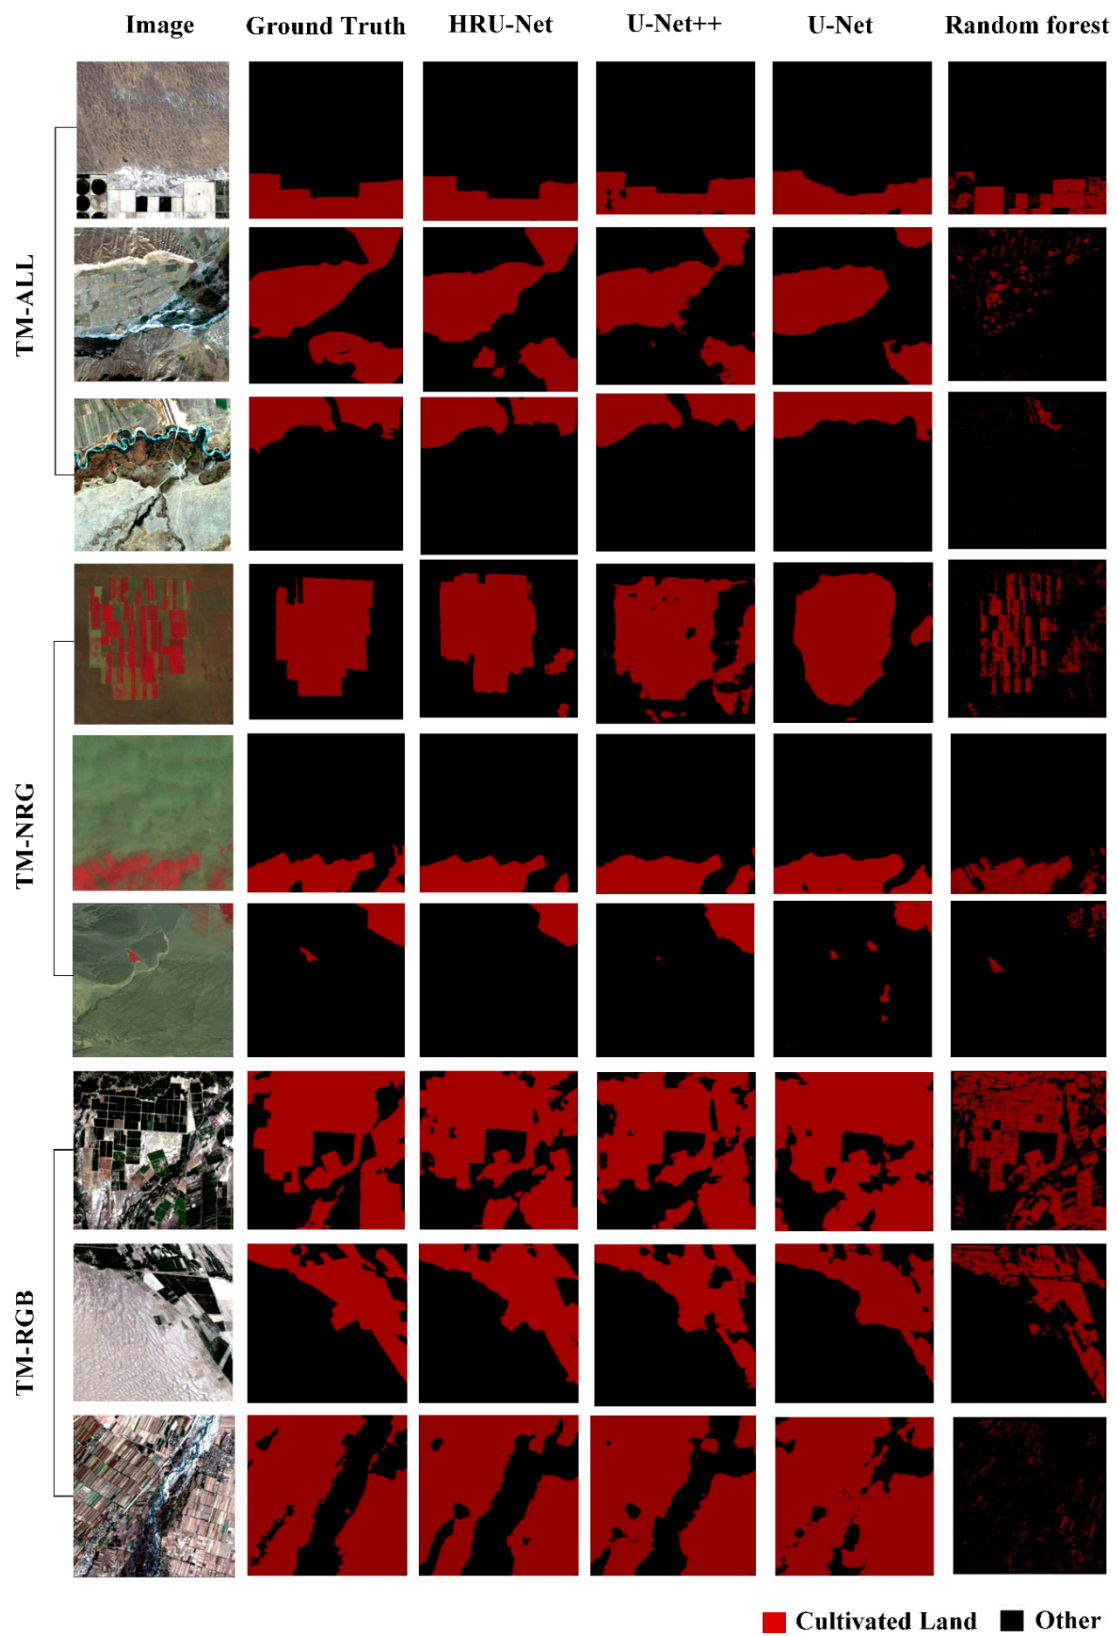 Image Ground Truth HRU-Net U-Net++ U-Net Random forest
TM-ALL
TM-NRG
TM-RGB
Cultivated Land Other